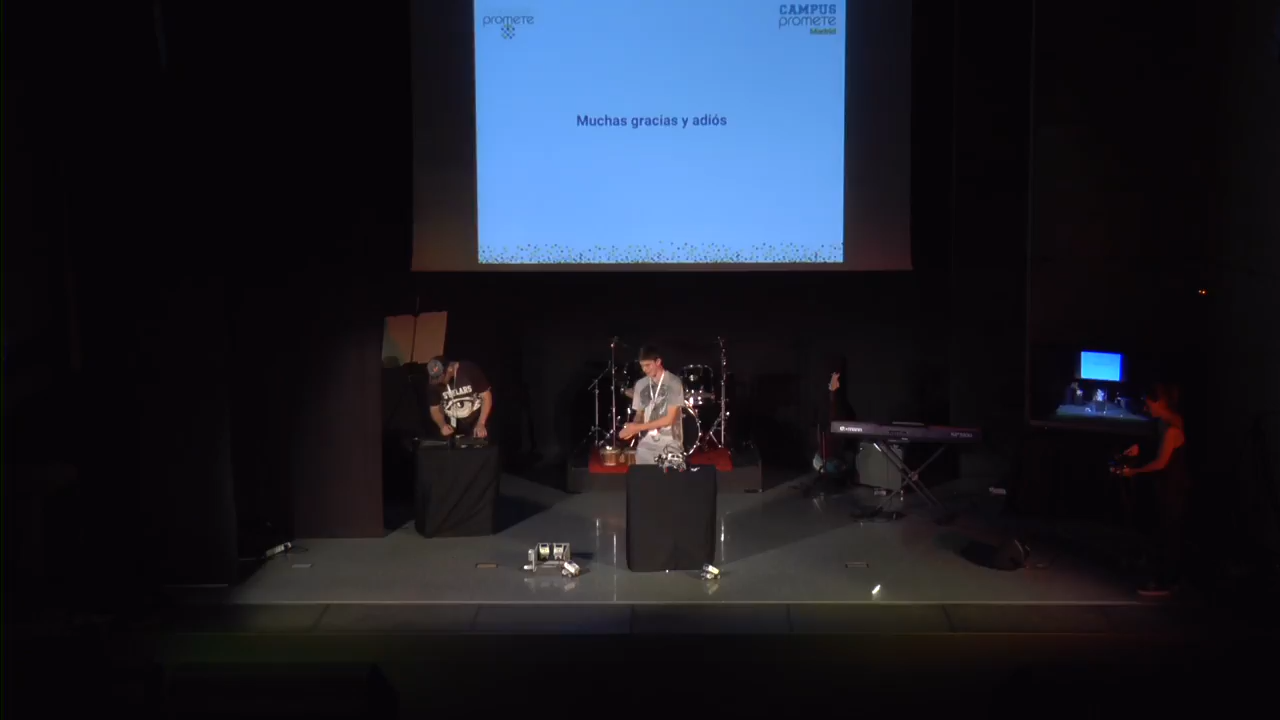 promete
CAMPUS
promete
Madrid
Muchas gracias y adiós